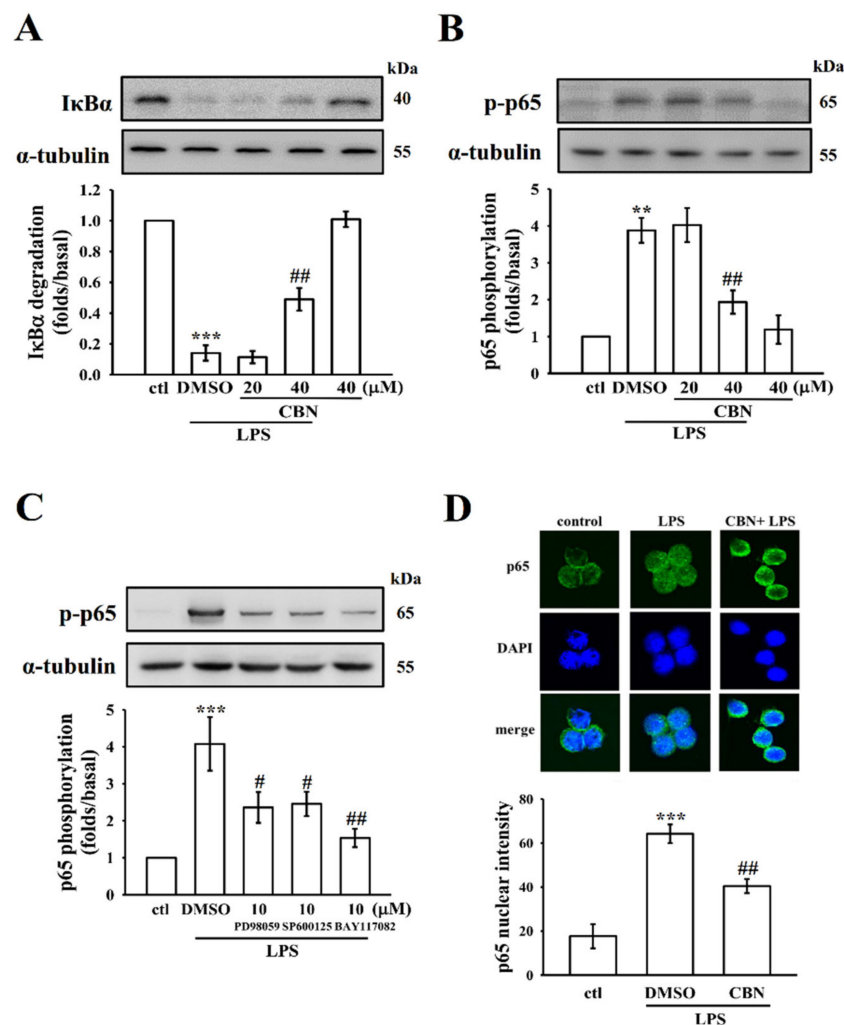 A
kDa
IκBα
40
α-tubulin
55
IκBα degradation
(folds/basal)
1.2
1.0
0.8
0.6
0.4
0.2
0.0
***
##
ctl DMSO 20 40 40 (μM)
CBN
LPS
B
kDa
p-p65
65
α-tubulin
55
p65 phosphorylation
(folds/basal)
5
4
3
2
1
0
**
##
ctl DMSO 20 40 40 (μM)
CBN
LPS
C
kDa
p-p65
65
α-tubulin
55
p65 phosphorylation
(folds/basal)
5
4
3
2
1
0
***
#
#
##
ctl DMSO 10 10 10 (μM)
PD98059 SP600125 BAY117082
LPS
D
control LPS CBN+ LPS
p65
DAPI
merge
p65 nuclear intensity
80
60
40
20
0
***
##
ctl DMSO CBN
LPS